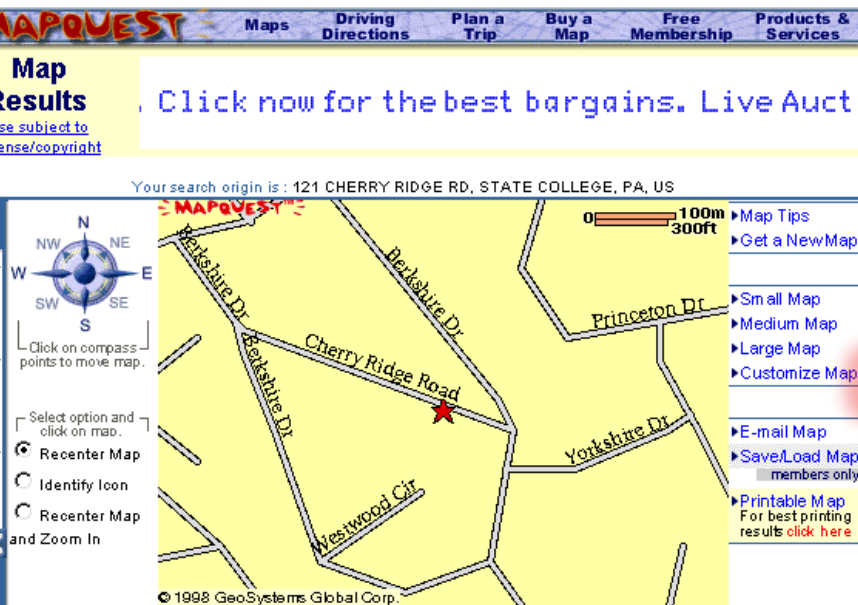 MAPQUEST
Maps
Driving Directions
Plan a Trip
Buy a Map
Free Membership
Products & Services
Map
Results
se subject to
ense/copyright
. Click now for the best bargains. Live Auct
Your search origin is : 121 CHERRY RIDGE RD, STATE COLLEGE, PA, US
MAPQUEST™
0 100m
300ft
N
NW NE
W E
SW SE
S
Click on compass
points to move map.
Select option and
click on map.
Recenter Map
Identify Icon
Recenter Map
and Zoom In
Berkshire Dr
Berkshire Dr
Berkshire Dr
Cherry Ridge Road
Princeton Dr
Yorkshire Dr
Westwood Cir
© 1998 GeoSystems Global Corp.
Map Tips
Get a New Map
Small Map
Medium Map
Large Map
Customize Map
E-mail Map
Save/Load Map
members only
Printable Map
For best printing
results click here